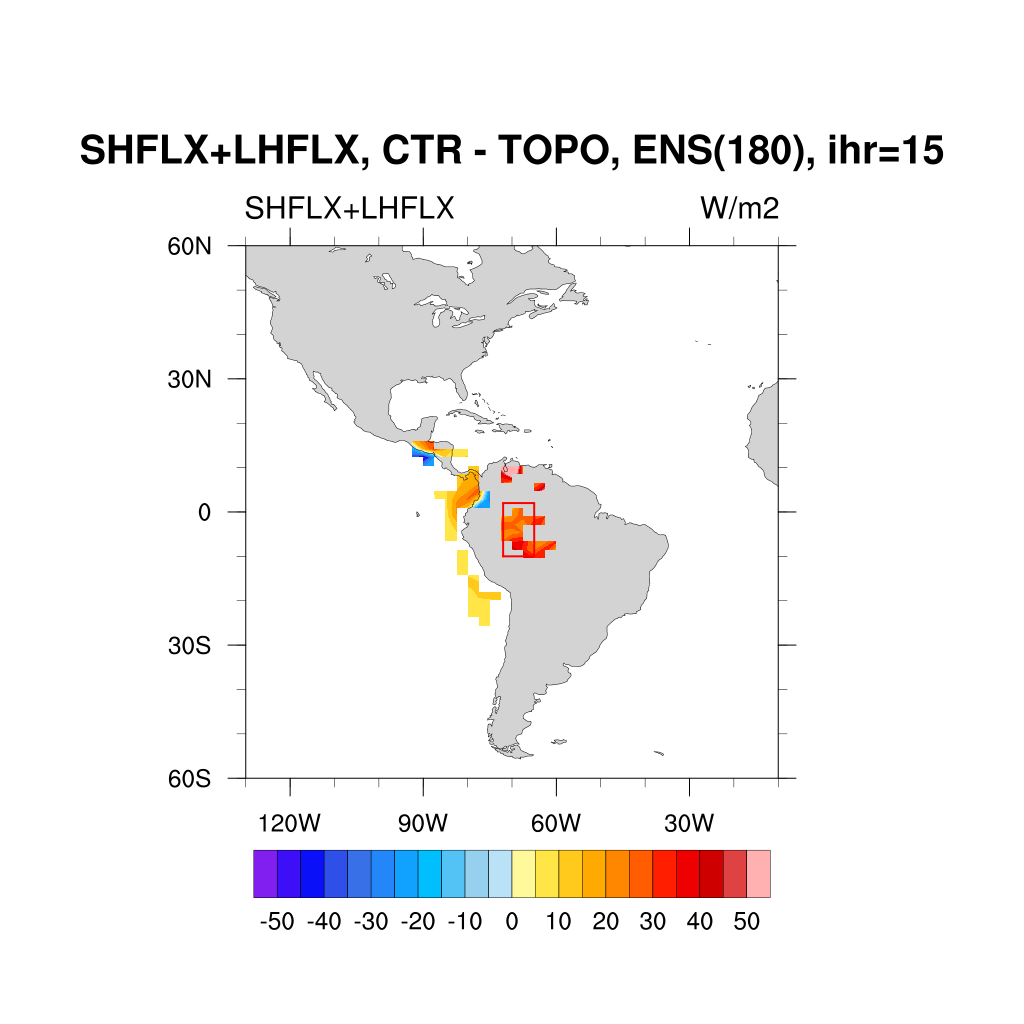 SHFLX+LHFLX, CTR - TOPO, ENS(180), ihr=15
SHFLX+LHFLX W/m2
60N
30N
0
30S
60S
120W 90W 60W 30W
-50 -40 -30 -20 -10 0 10 20 30 40 50